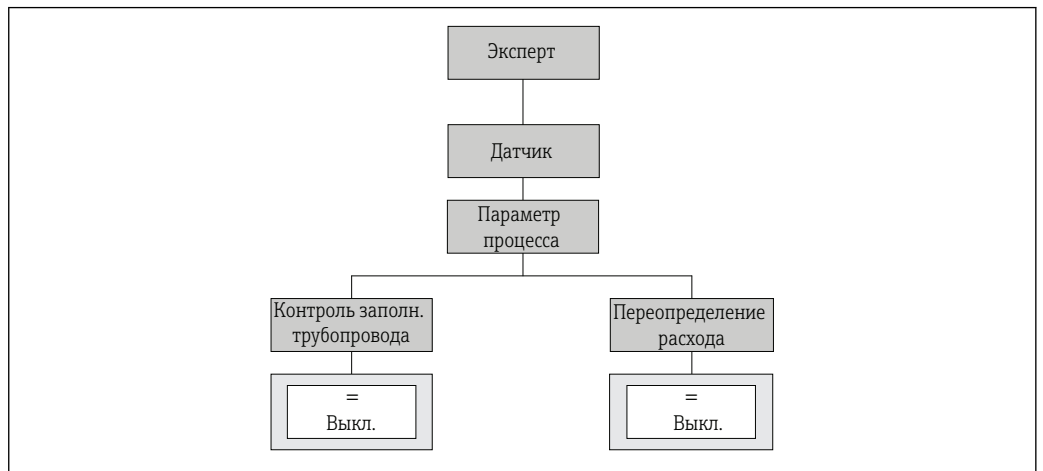 Эксперт
Датчик
Параметр
процесса
Контроль заполн.
трубопровода
Переопределение
расхода
=
Выкл.
=
Выкл.